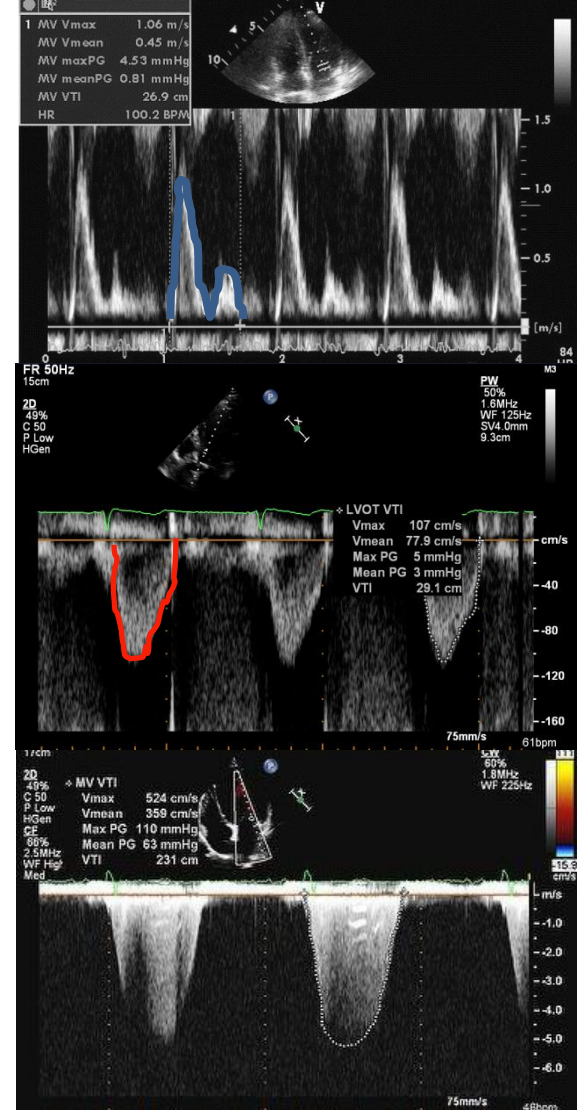 1 MV Vmax 1.06 m/s
MV Vmean 0.45 m/s
MV maxPG 4.53 mmHg
MV meanPG 0.81 mmHg
MV VTI 26.9 cm
HR 100.2 BPM
V
5
10
1
1.5
1.0
0.5
[m/s]
1
0 2 3 4
84
HR
FR 50Hz
15cm
M3
2D
49%
C 50
P Low
HGen
P
PW
50%
1.6MHz
WF 125Hz
SV4.0mm
9.3cm
LVOT VTI
Vmax 107 cm/s
Vmean 77.9 cm/s
Max PG 5 mmHg
Mean PG 3 mmHg
VTI 29.1 cm
cm/s
-40
-80
-120
-160
75mm/s
61bpm
17cm
2D
49%
C 50
P Low
HGen
CF
66%
2.5MHz
WF High
Med
MV VTI
Vmax 524 cm/s
Vmean 359 cm/s
Max PG 110 mmHg
Mean PG 63 mmHg
VTI 231 cm
P
CW
60%
1.8MHz
WF 225Hz
cm/s
m/s
-1.0
-2.0
-3.0
-4.0
-5.0
-6.0
75mm/s
46bpm